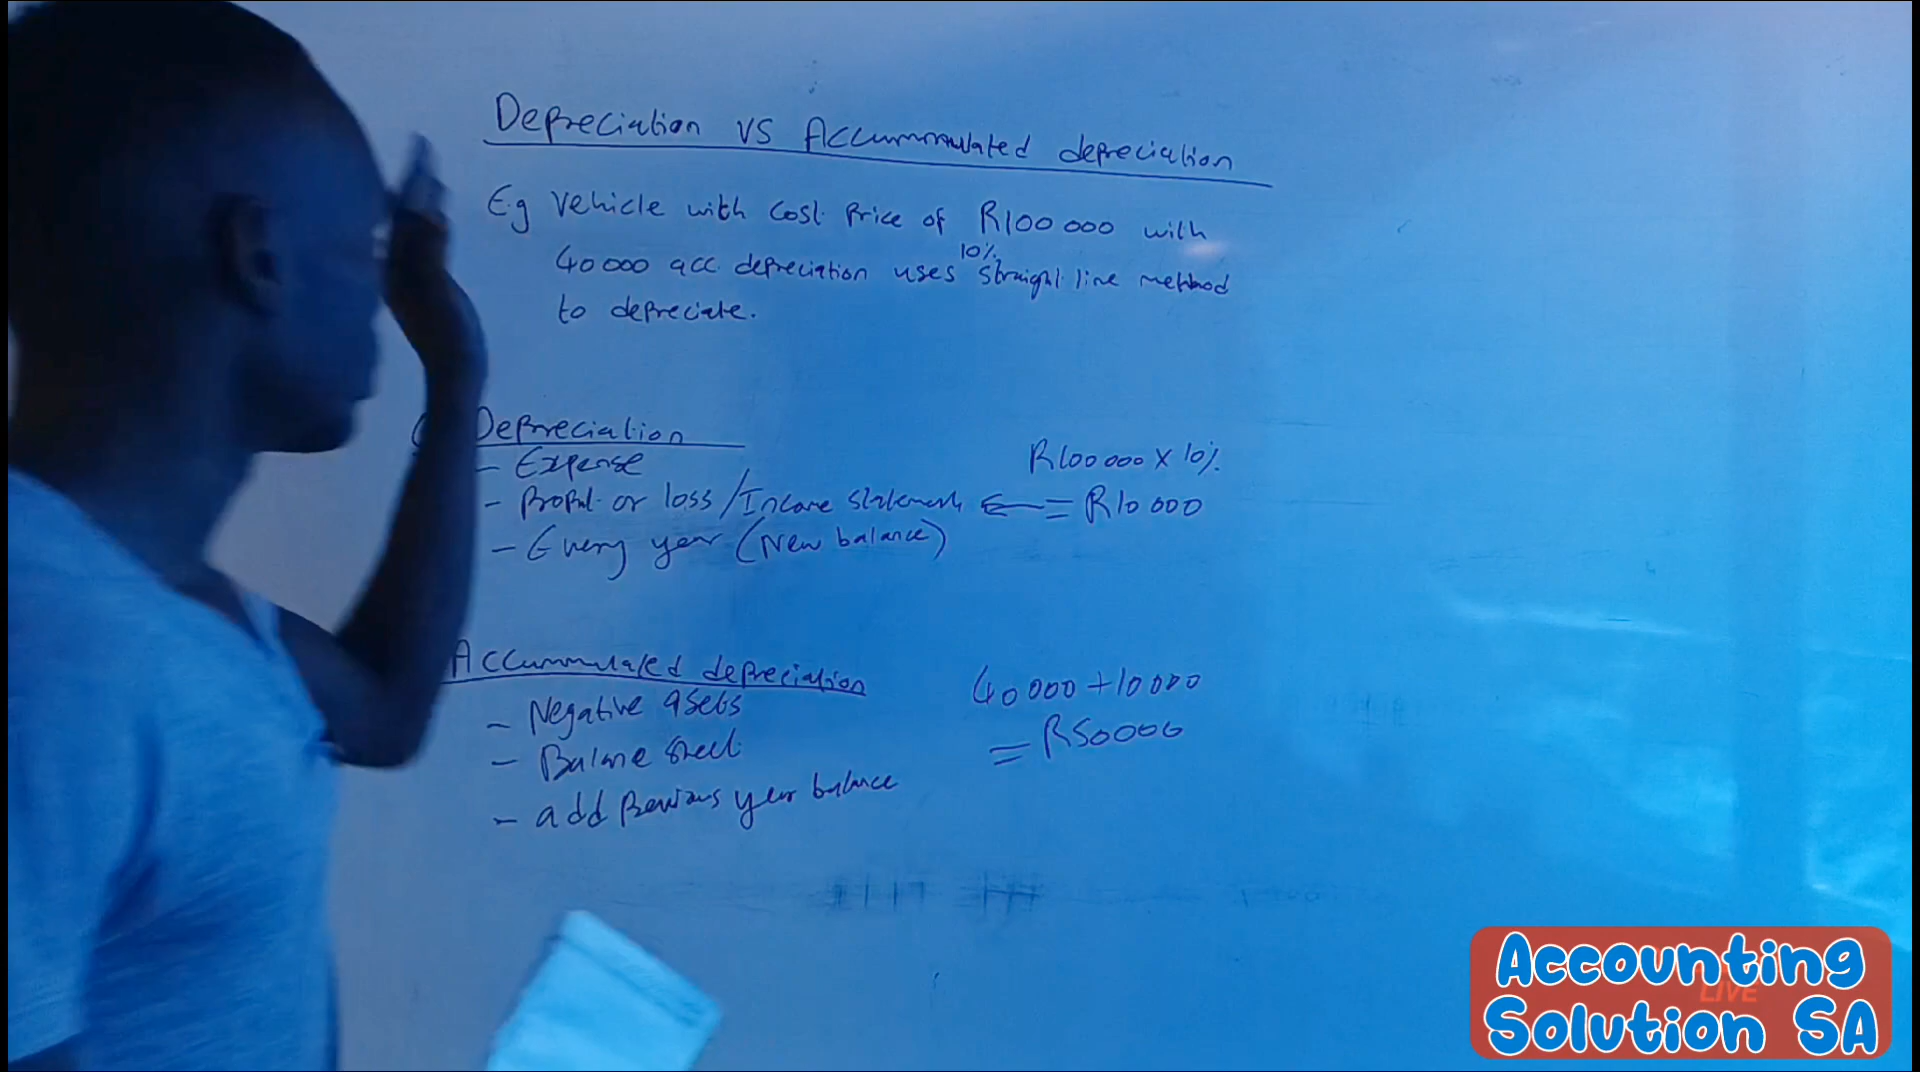 Depreciation VS Accummulated depreciation
E.g Vehicle with cost price of R100 000 with
40 000 acc. depreciation uses 10% straight line method
to depreciate.
Depreciation
- Expense
R100 000 X 10%
- Profit or loss / Income statement ← = R10 000
- Every year (New balance)
Accummulated depreciation
- Negative assets
40 000 + 10 000
- Balance sheet
= R50 000
- add Previous year balance
Accounting
LIVE
Solution SA